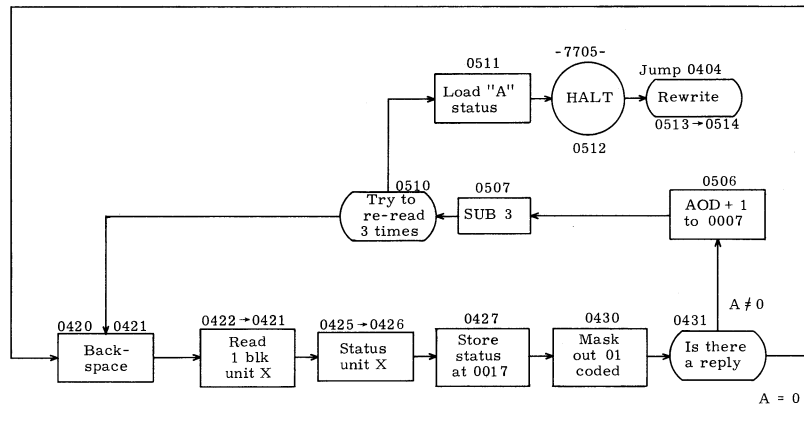 -7705-
0511
Jump 0404
Load "A"
status
HALT
Rewrite
0513→0514
0512
0506
0510
0507
Try to
re-read
3 times
SUB 3
AOD + 1
to 0007
A ≠ 0
0420 0421
0422→0421
0425→0426
0427
0430
0431
Back-
space
Read
1 blk
unit X
Status
unit X
Store
status
at 0017
Mask
out 01
coded
Is there
a reply
A = 0